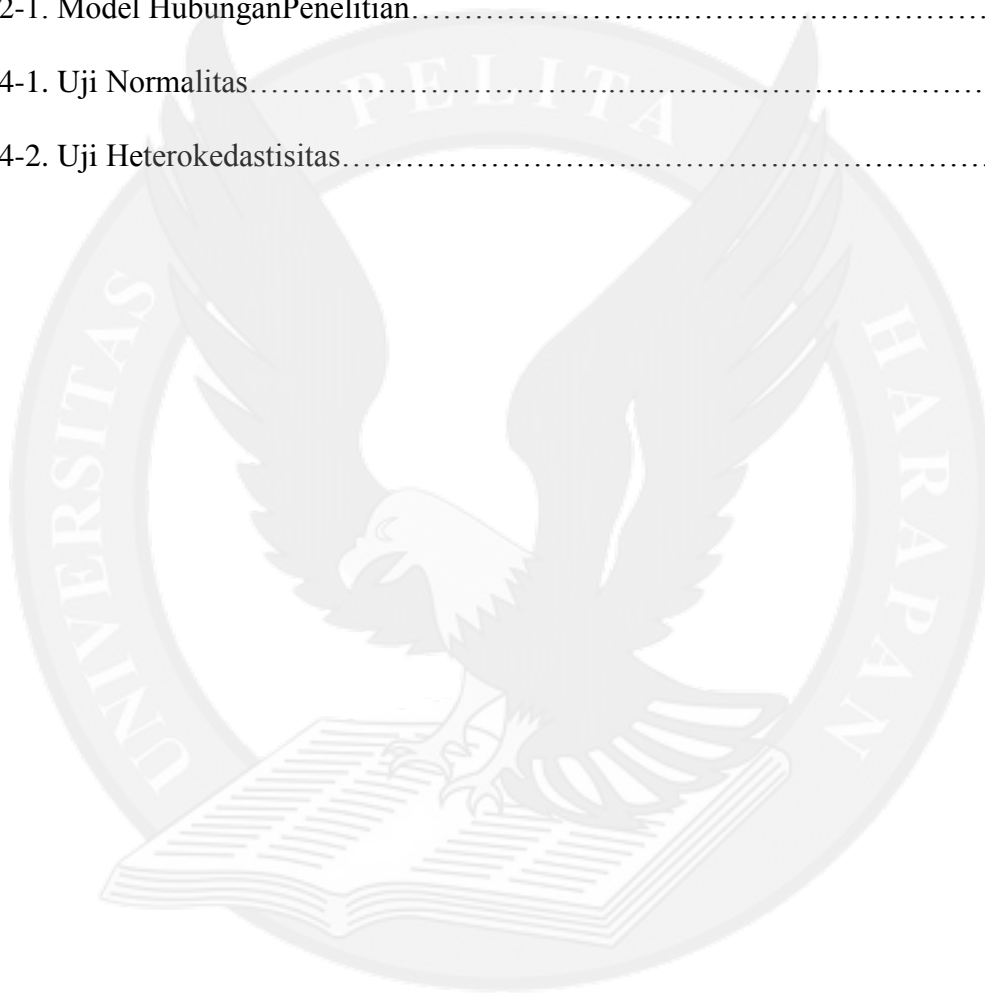 2-1. Model HubunganPenelitian…………………………..……………………………
4-1. Uji Normalitas…………………………………..…..………………………………
4-2. Uji Heterokedastisitas…………………………...………………………………
UNIVERSITAS PELITA HARAPAN